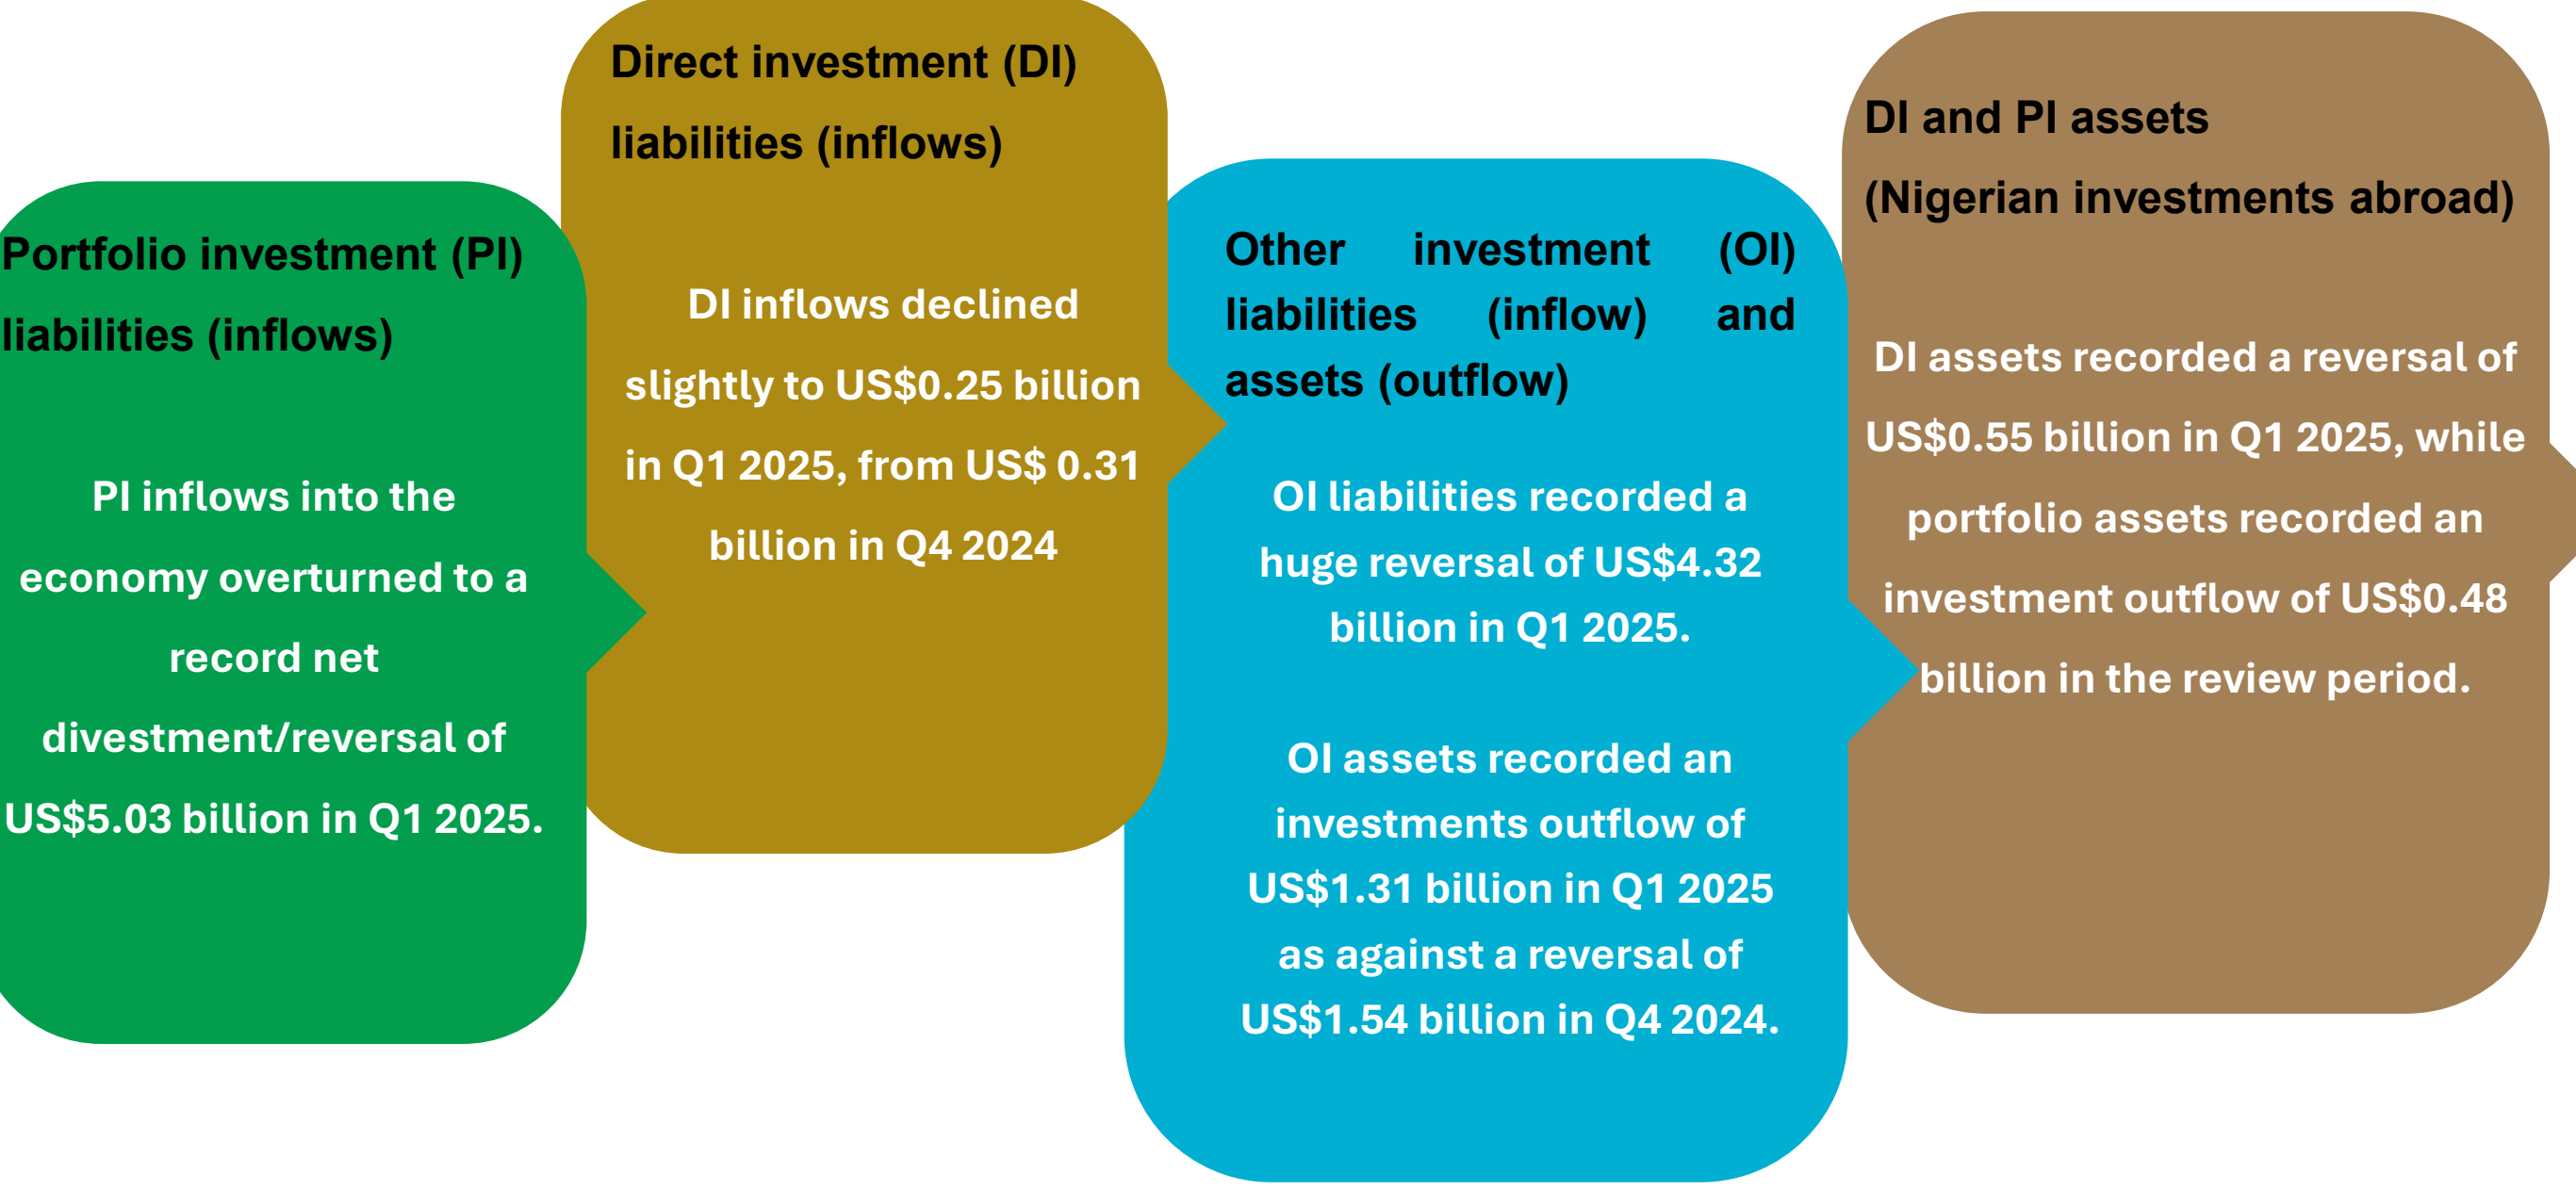 Portfolio investment (PI)
liabilities (inflows)
PI inflows into the
economy overturned to a
record net
divestment/reversal of
US$5.03 billion in Q1 2025.
Direct investment (DI)
liabilities (inflows)
DI inflows declined
slightly to US$0.25 billion
in Q1 2025, from US$ 0.31
billion in Q4 2024
Other investment (OI)
liabilities (inflow) and
assets (outflow)
OI liabilities recorded a
huge reversal of US$4.32
billion in Q1 2025.
OI assets recorded an
investments outflow of
US$1.31 billion in Q1 2025
as against a reversal of
US$1.54 billion in Q4 2024.
DI and PI assets
(Nigerian investments abroad)
DI assets recorded a reversal of
US$0.55 billion in Q1 2025, while
portfolio assets recorded an
investment outflow of US$0.48
billion in the review period.